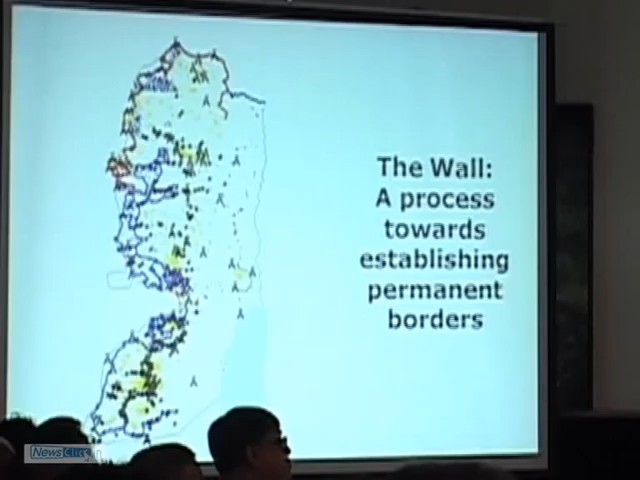 The Wall:
A process
towards
establishing
permanent
borders
NewsClick.in